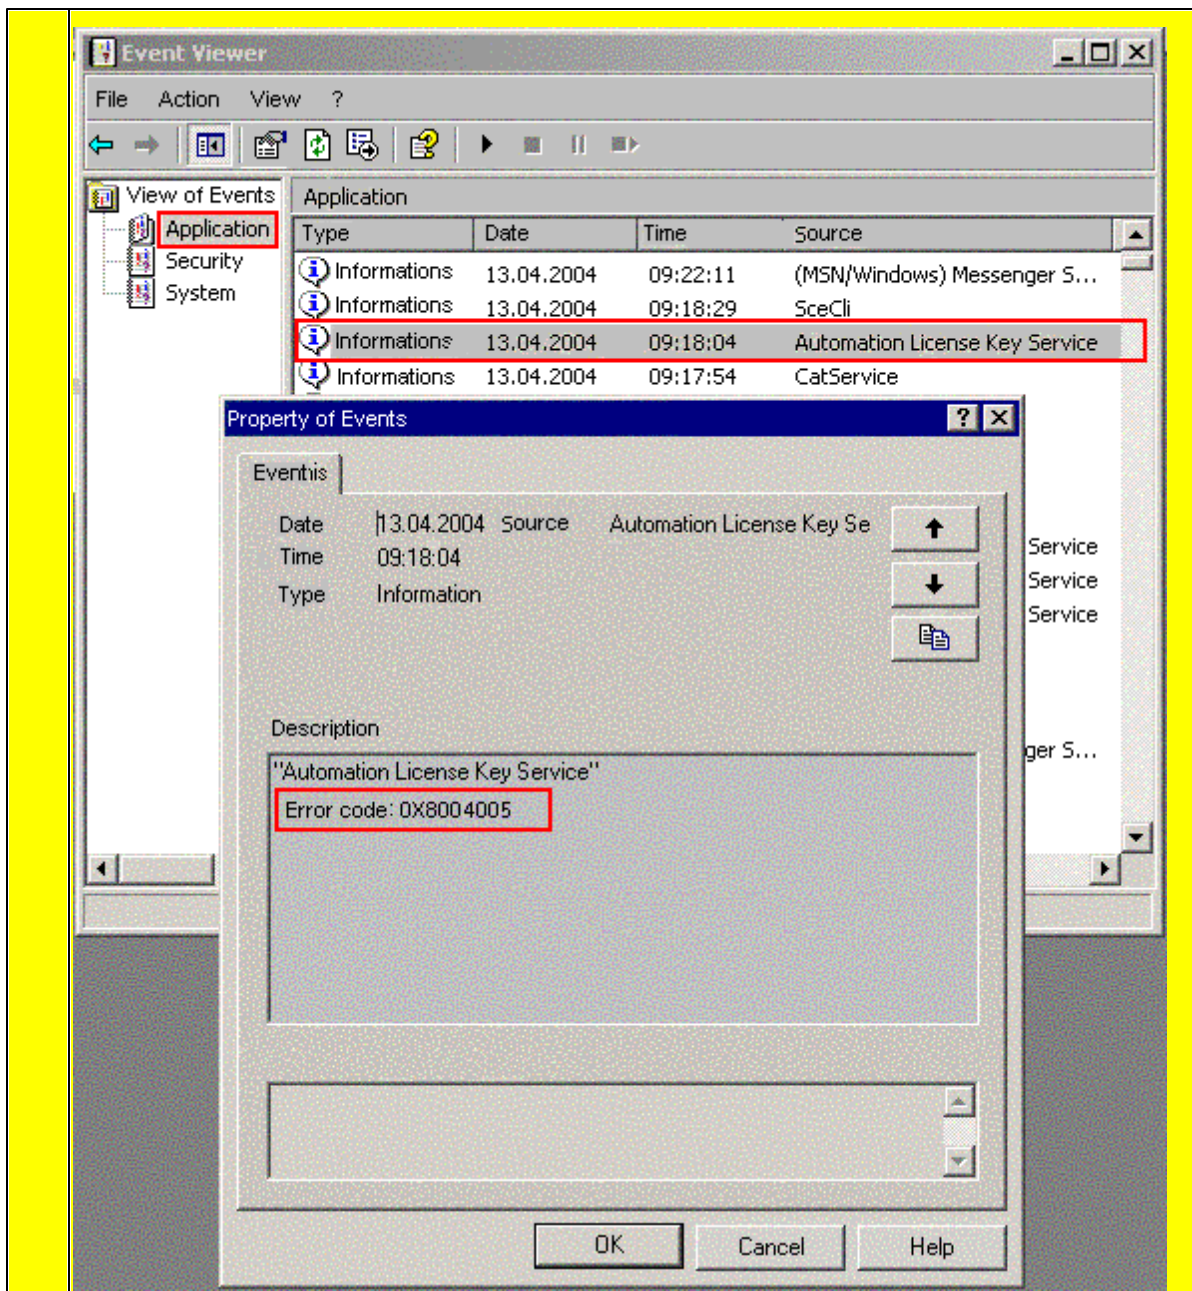 Event Viewer
File Action View ?
View of Events
Application
Security
System
Application
Type Date Time Source
Informations 13.04.2004 09:22:11 (MSN/Windows) Messenger S...
Informations 13.04.2004 09:18:29 SceCli
Informations 13.04.2004 09:18:04 Automation License Key Service
Informations 13.04.2004 09:17:54 CatService
Service
Service
Service
ger S...
Property of Events
? 
Eventhis
Date 13.04.2004 Source Automation License Key Se
Time 09:18:04
Type Information
Description
"Automation License Key Service"
Error code: 0X8004005
OK Cancel Help